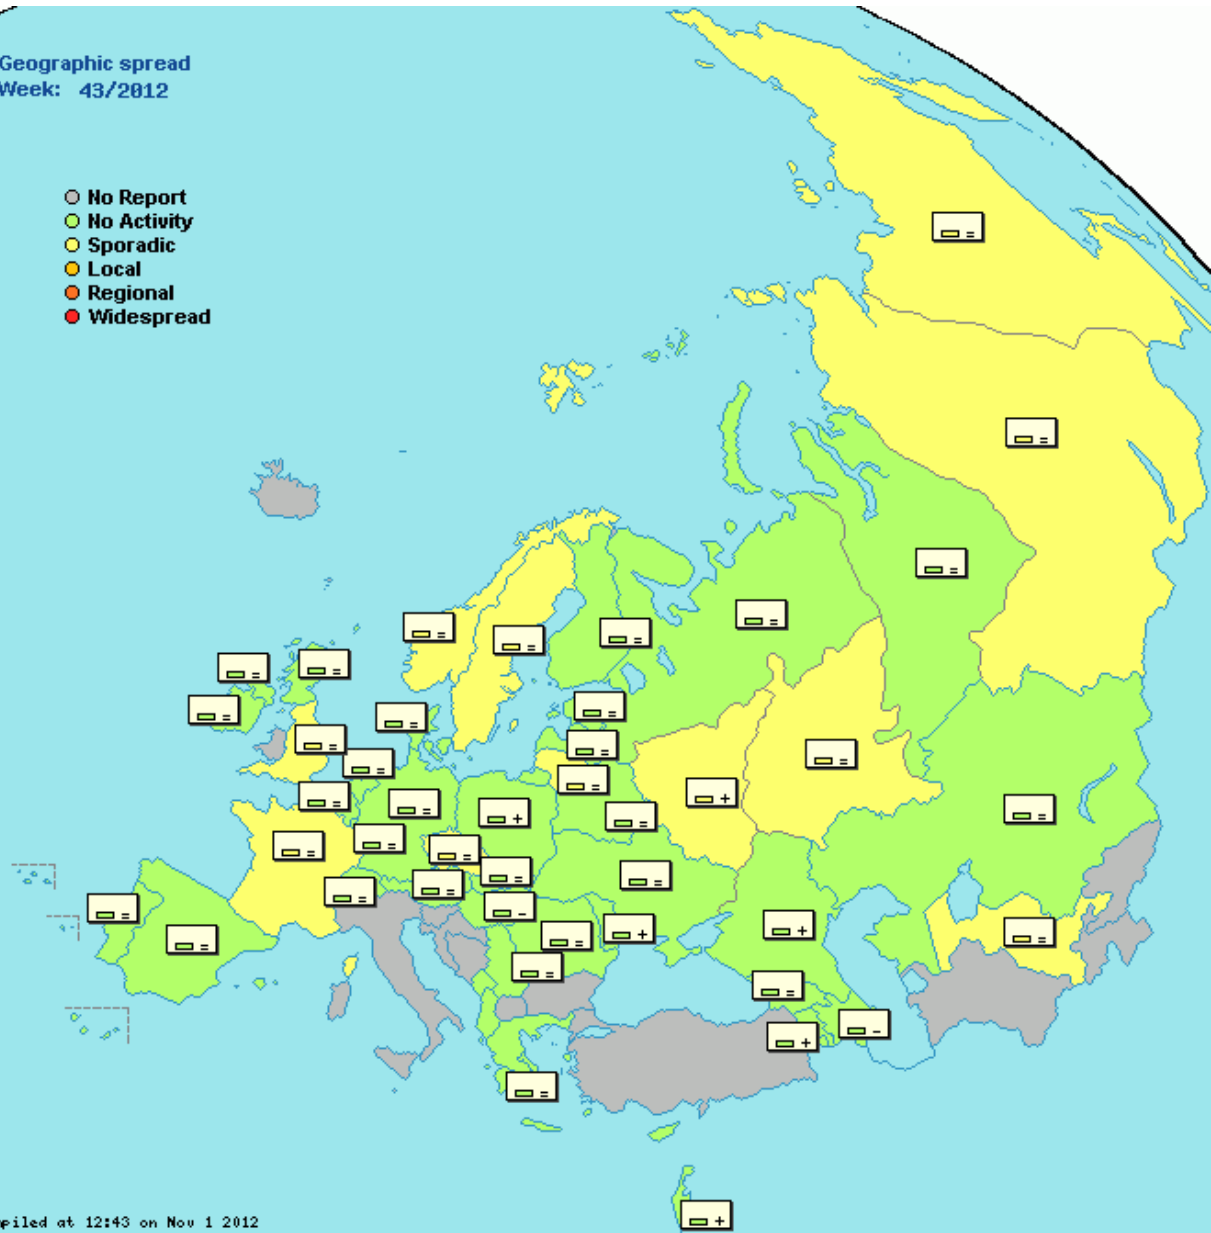 Geographic spread
Week: 43/2012
No Report
No Activity
Sporadic
Local
Regional
Widespread
piled at 12:43 on Nov 1 2012